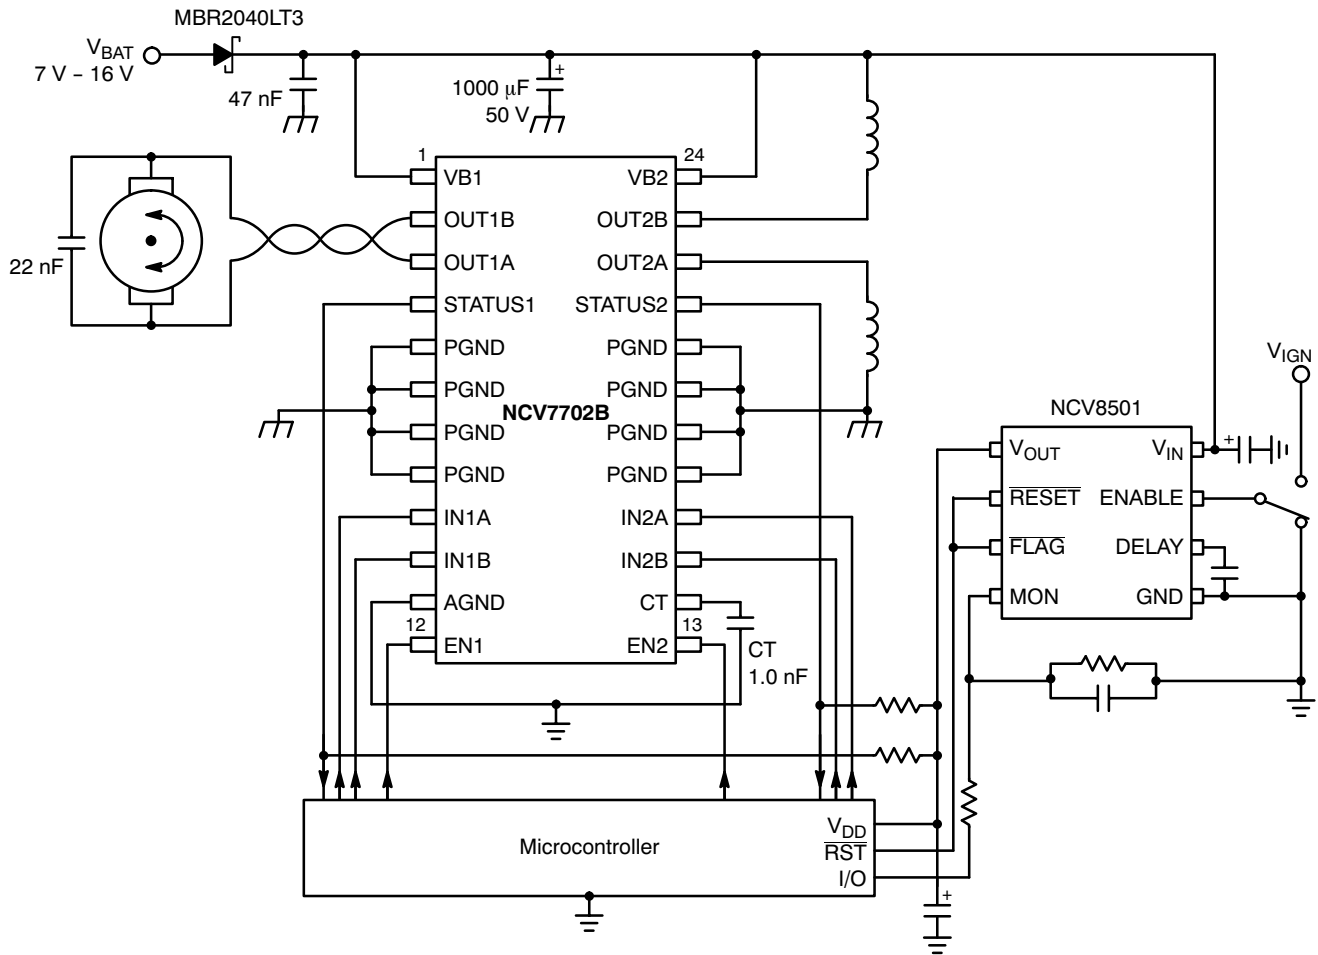 MBR2040LT3
VBAT
7 V – 16 V
47 nF
+
1000 μF
50 V
1
24
VB1
VB2
OUT1B
OUT2B
22 nF
OUT1A
OUT2A
STATUS1
STATUS2
PGND
PGND
PGND
PGND
NCV7702B
PGND
PGND
PGND
PGND
IN1A
IN2A
IN1B
IN2B
AGND
CT
12
13
EN1
EN2
CT
1.0 nF
VIGN
NCV8501
VOUT
VIN
+
RESET
ENABLE
FLAG
DELAY
MON
GND
Microcontroller
VDD
RST
I/O
+